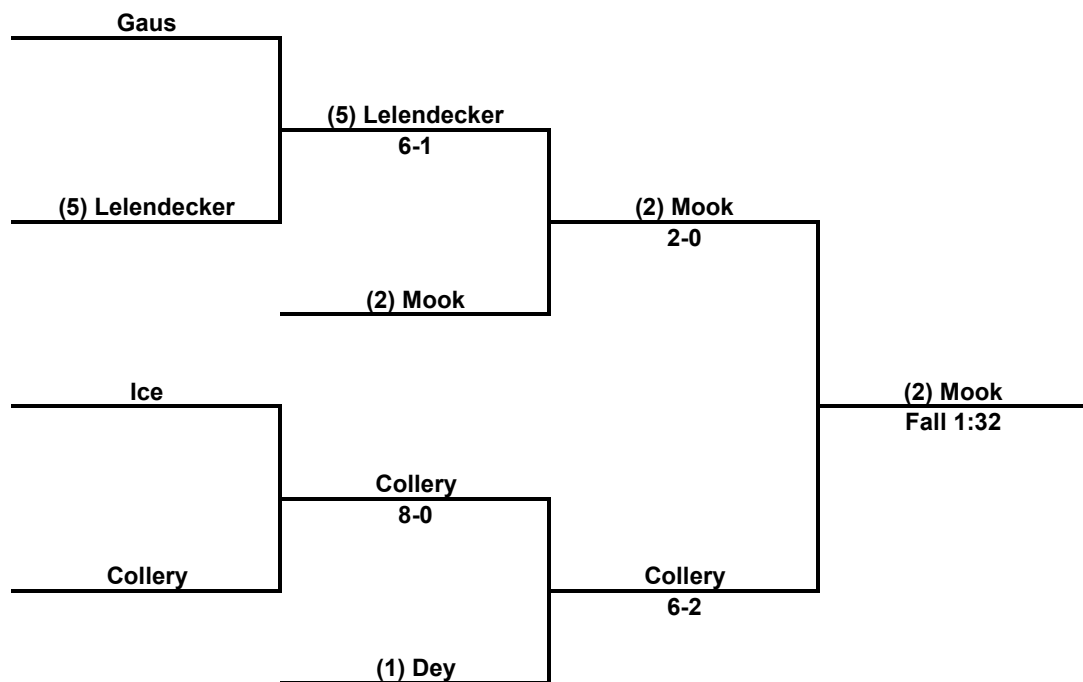 Gaus
(5) Lelendecker
6-1
(5) Lelendecker
(2) Mook
2-0
(2) Mook
Ice
(2) Mook
Fall 1:32
Collery
8-0
Collery
Collery
6-2
(1) Dey